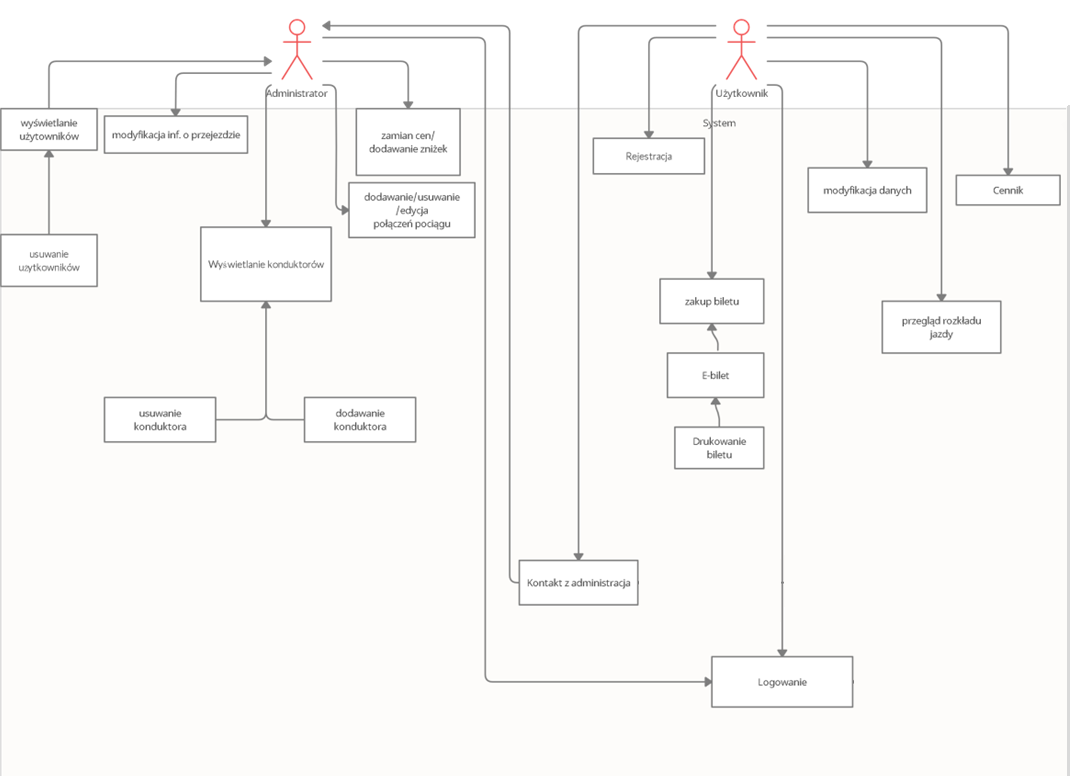 Administrator
Użytkownik
System
wyświetlanie
użytowników
modyfikacja inf. o przejezdzie
zamian cen/
dodawanie zniżek
Rejestracja
modyfikacja danych
Cennik
dodawanie/usuwanie
/edycja
połączeń pociągu
usuwanie
uzytkowników
Wyświetlanie konduktorów
zakup biletu
przegląd rozkładu
jazdy
E-bilet
usuwanie
konduktora
dodawanie
konduktora
Drukowanie
biletu
Kontakt z administracja
Logowanie